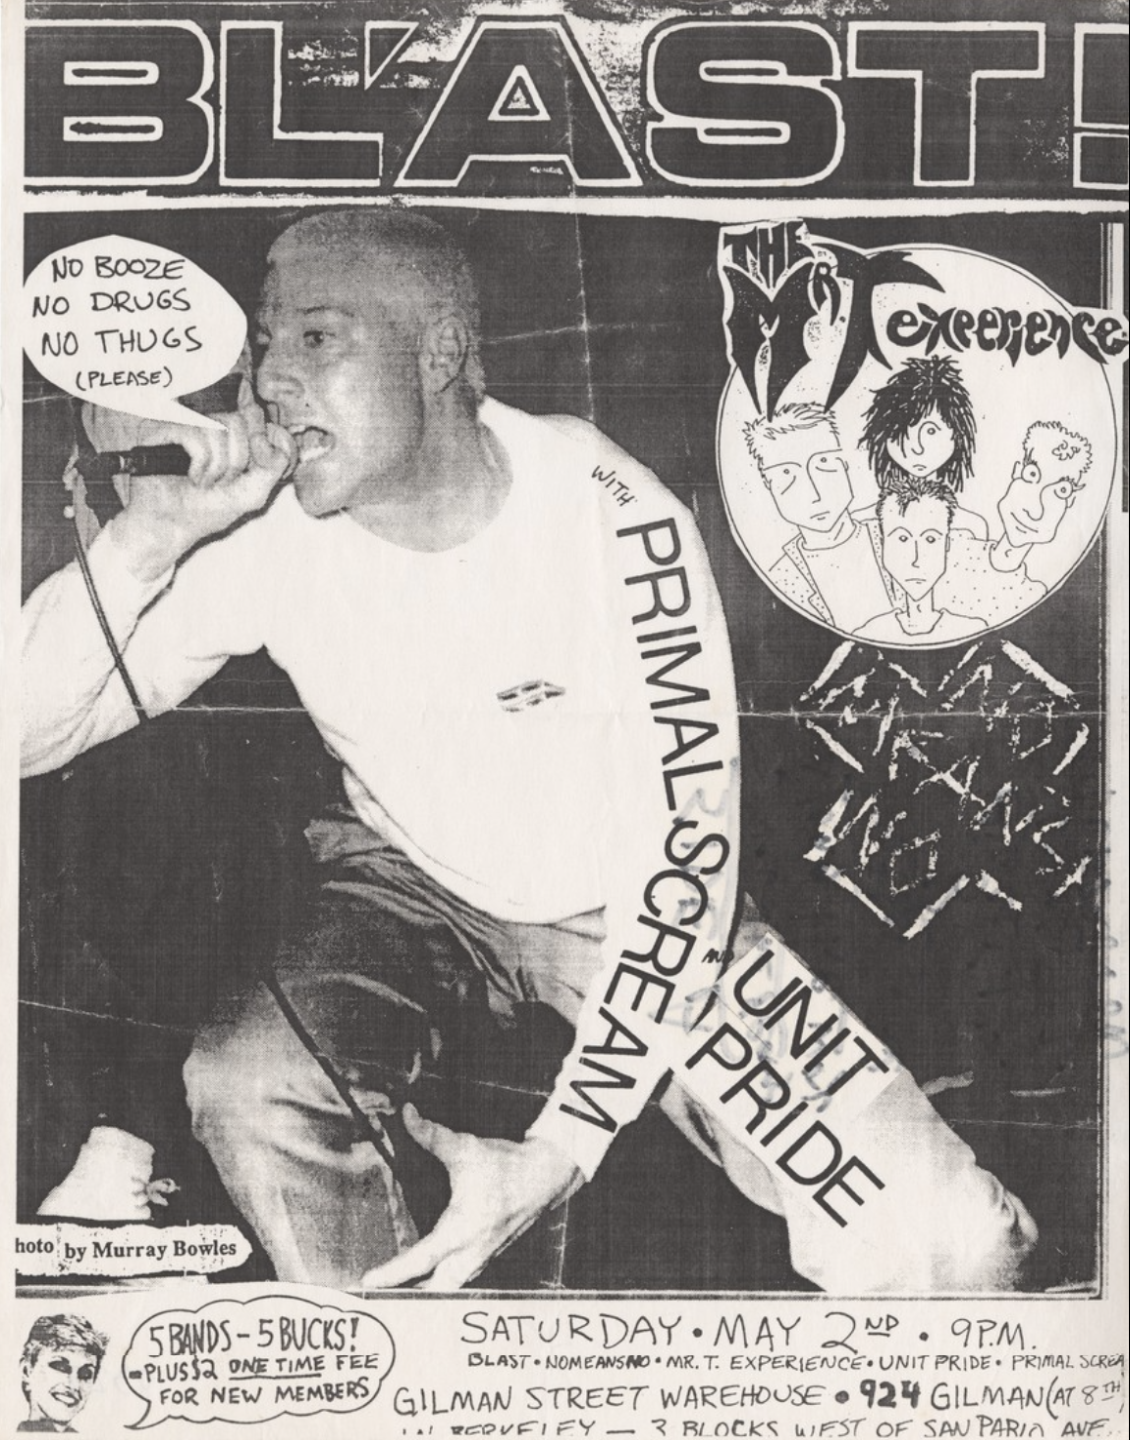 BL'AST!
NO BOOZE
NO DRUGS
NO THUGS
(PLEASE)
THE
MR T experience
WITH
PRIMAL SCREAM
AND
UNIT
PRIDE
NO
MEANS
NO
hoto by Murray Bowles
5 BANDS - 5 BUCKS!
PLUS $2 ONE TIME FEE
FOR NEW MEMBERS
SATURDAY • MAY 2ND • 9P.M.
BLAST • NOMEANSNO • MR. T. EXPERIENCE • UNIT PRIDE • PRIMAL SCREA
GILMAN STREET WAREHOUSE • 924 GILMAN (AT 8TH)
IN BERKELEY — 3 BLOCKS WEST OF SAN PABLO AVE.